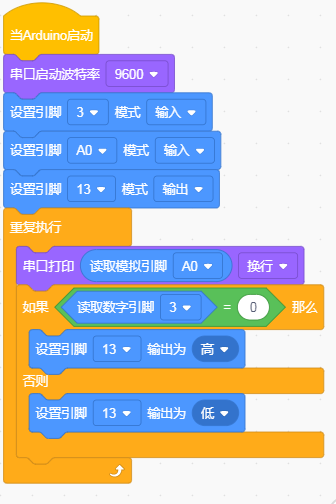 当Arduino启动
串口启动波特率 9600
设置引脚 3 模式 输入
设置引脚 A0 模式 输入
设置引脚 13 模式 输出
重复执行
串口打印 读取模拟引脚 A0 换行
如果 读取数字引脚 3 = 0 那么
设置引脚 13 输出为 高
否则
设置引脚 13 输出为 低